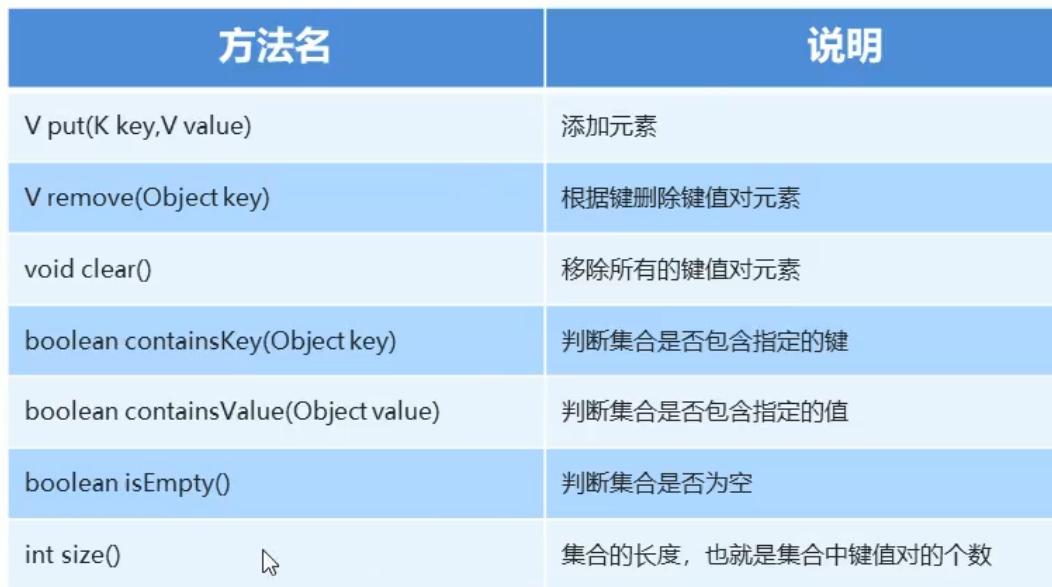 方法名 说明
V put(K key,V value) 添加元素
V remove(Object key) 根据键删除键值对元素
void clear() 移除所有的键值对元素
boolean containsKey(Object key) 判断集合是否包含指定的键
boolean containsValue(Object value) 判断集合是否包含指定的值
boolean isEmpty() 判断集合是否为空
int size() 集合的长度，也就是集合中键值对的个数